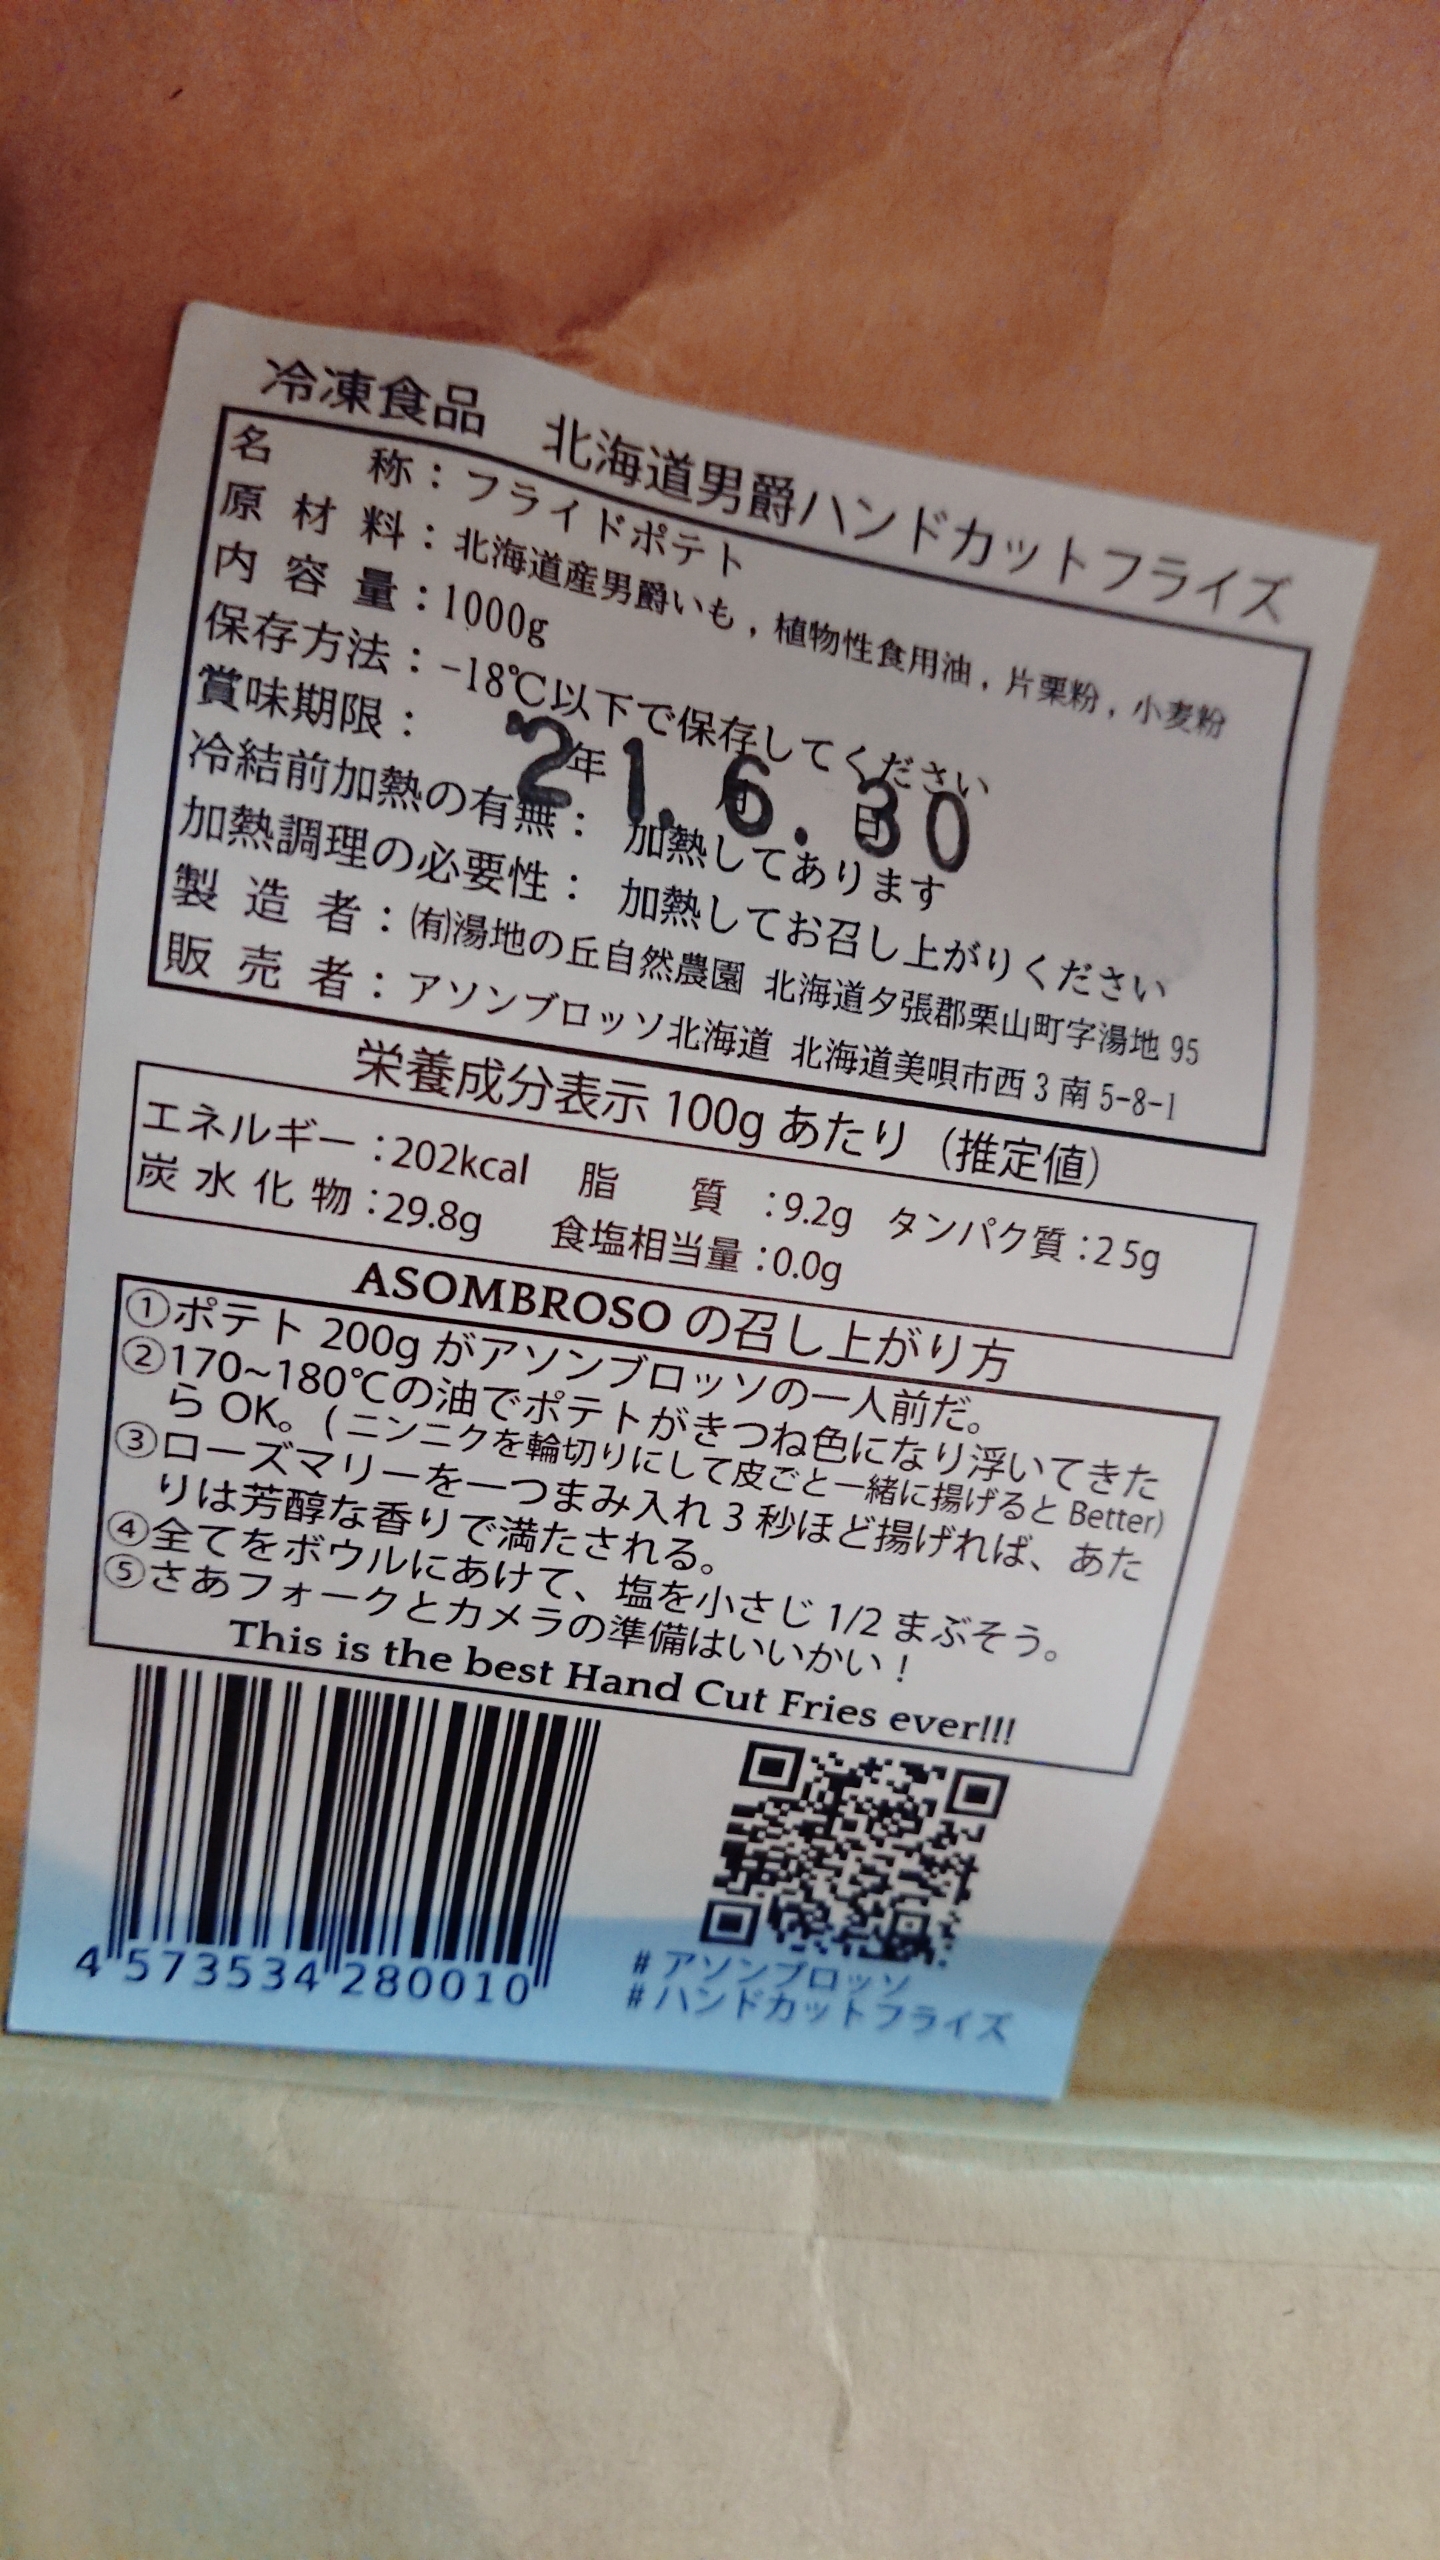 冷凍食品 北海道男爵ハンドカットフライズ
名称：フライドポテト
原材料：北海道産男爵いも，植物性食用油，片栗粉，小麦粉
内容量：1000g
保存方法：-18℃以下で保存してください
賞味期限： 年 月 日
21.6.30
冷結前加熱の有無： 加熱してあります
加熱調理の必要性： 加熱してお召し上がりください
製造者：㈲湯地の丘自然農園 北海道夕張郡栗山町字湯地 95
販売者：アソンブロッソ北海道 北海道美唄市西 3 南 5-8-1
栄養成分表示 100g あたり（推定値）
エネルギー：202kcal 脂質：9.2g タンパク質：2 5g
炭水化物：29.8g 食塩相当量：0.0g
ASOMBROSO の召し上がり方
①ポテト 200g がアソンブロッソの一人前だ。
②170~180℃の油でポテトがきつね色になり浮いてきた
ら OK。(ニンニクを輪切りにして皮ごと一緒に揚げると Better)
③ローズマリーを一つまみ入れ 3 秒ほど揚げれば、あた
りは芳醇な香りで満たされる。
④全てをボウルにあけて、塩を小さじ 1/2 まぶそう。
⑤さあフォークとカメラの準備はいいかい！
This is the best Hand Cut Fries ever!!!
4 573534 280010
# アソンブロッソ
# ハンドカットフライズ